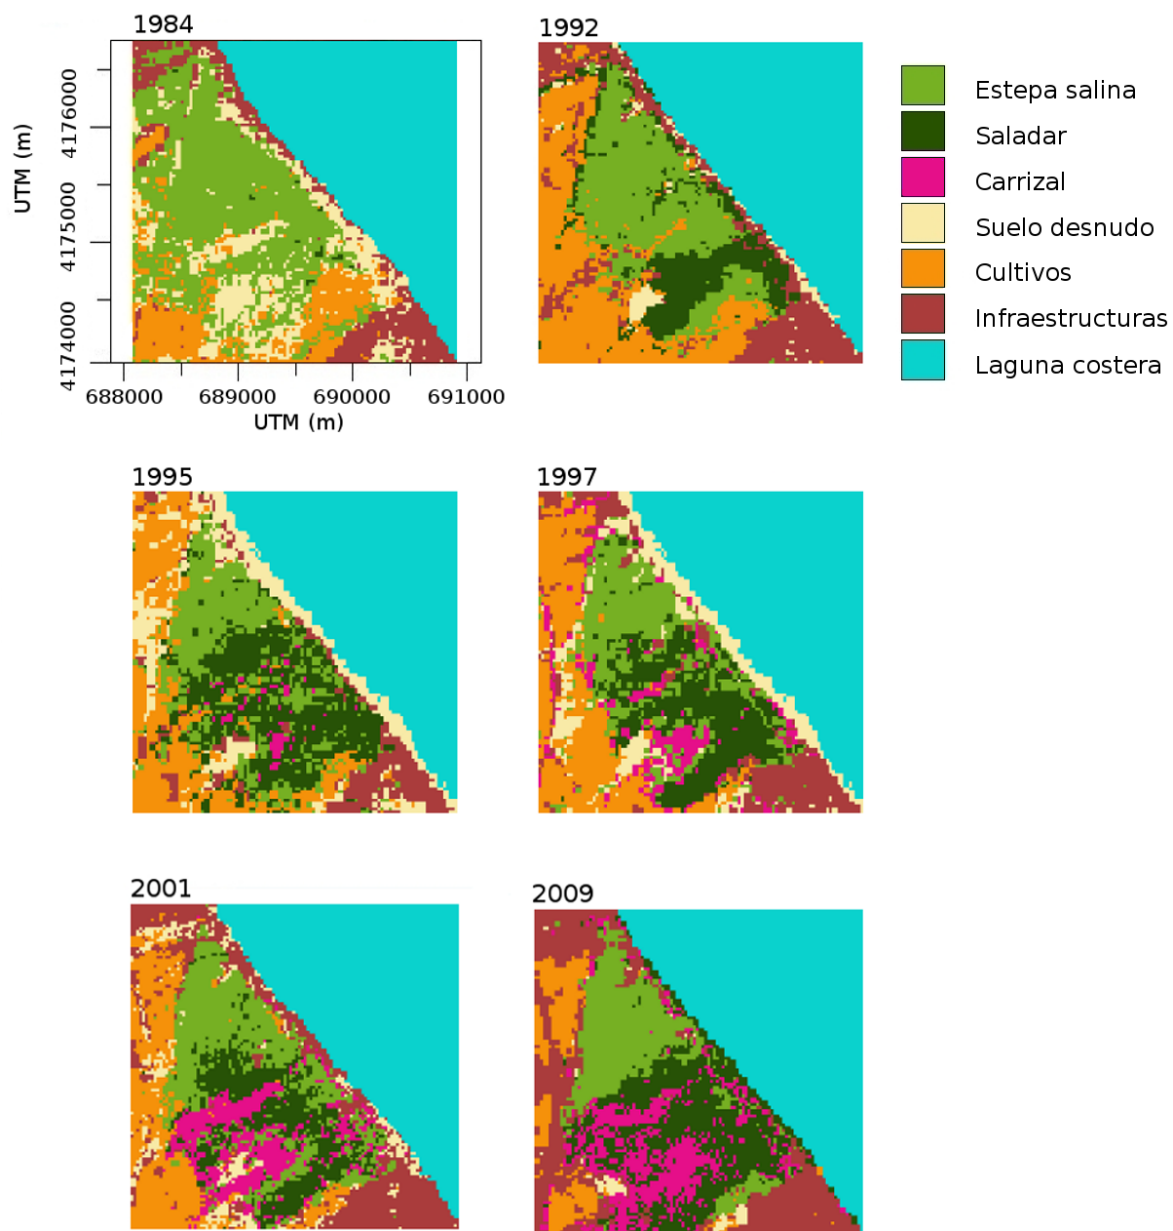 1984
1992
UTM (m)
4176000
4175000
4174000
688000 689000 690000 691000
UTM (m)
Estepa salina
Saladar
Carrizal
Suelo desnudo
Cultivos
Infraestructuras
Laguna costera
1995
1997
2001
2009